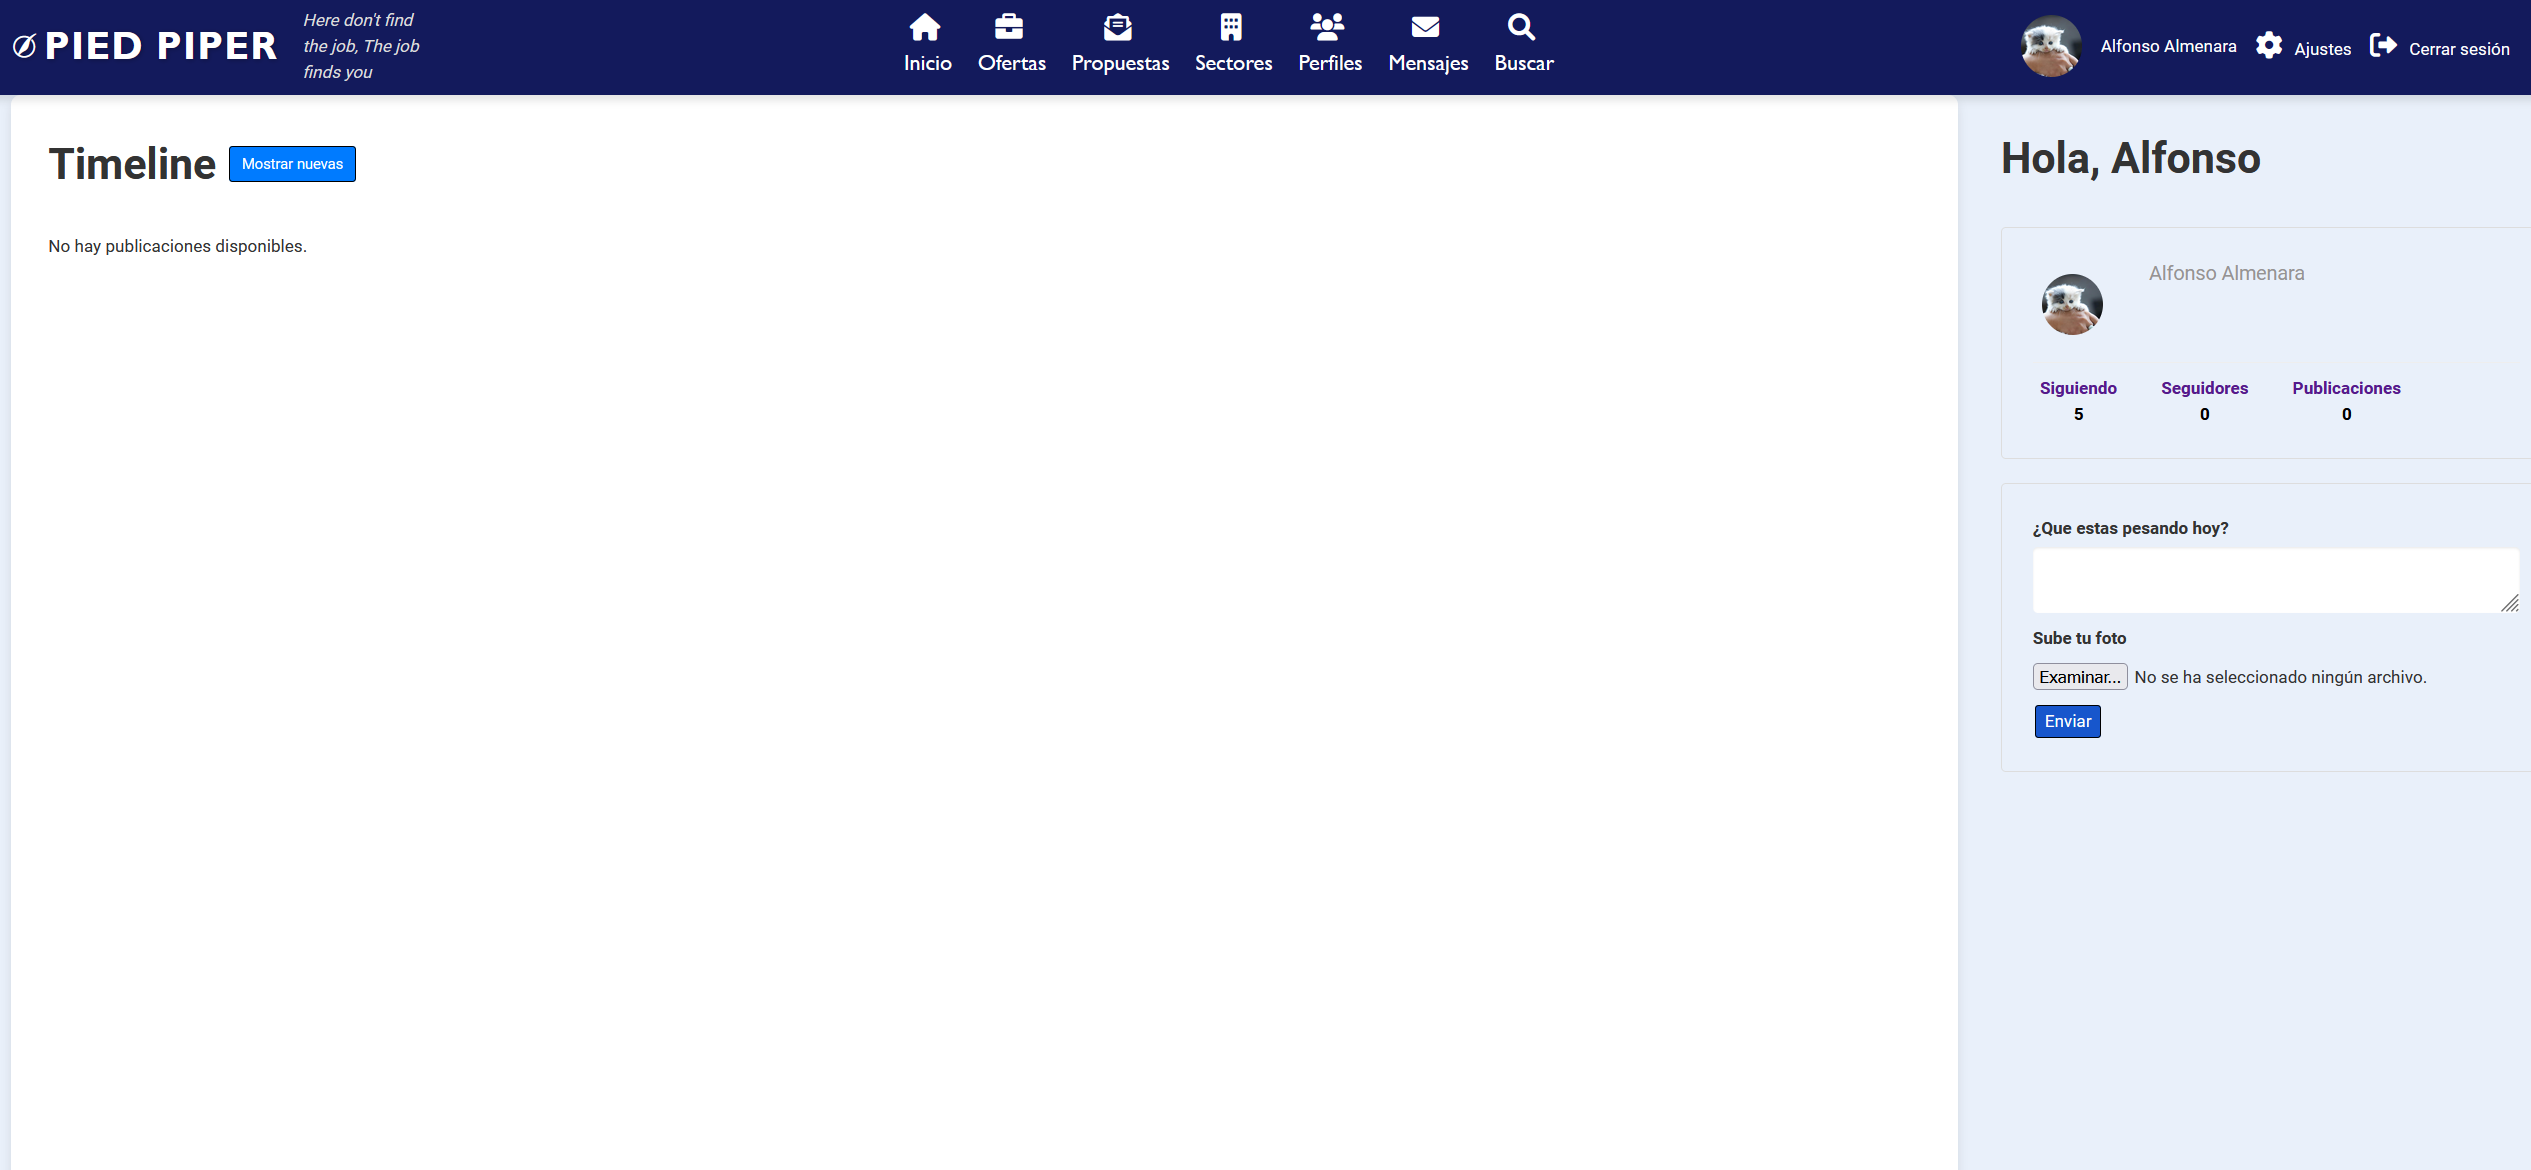 PIED PIPER
Here don't find
the job, The job
finds you
Inicio
Ofertas
Propuestas
Sectores
Perfiles
Mensajes
Buscar
Alfonso Almenara
Ajustes
Cerrar sesión
Timeline
Mostrar nuevas
No hay publicaciones disponibles.
Hola, Alfonso
Alfonso Almenara
Siguiendo
5
Seguidores
0
Publicaciones
0
¿Que estas pesando hoy?
Sube tu foto
Examinar... No se ha seleccionado ningún archivo.
Enviar